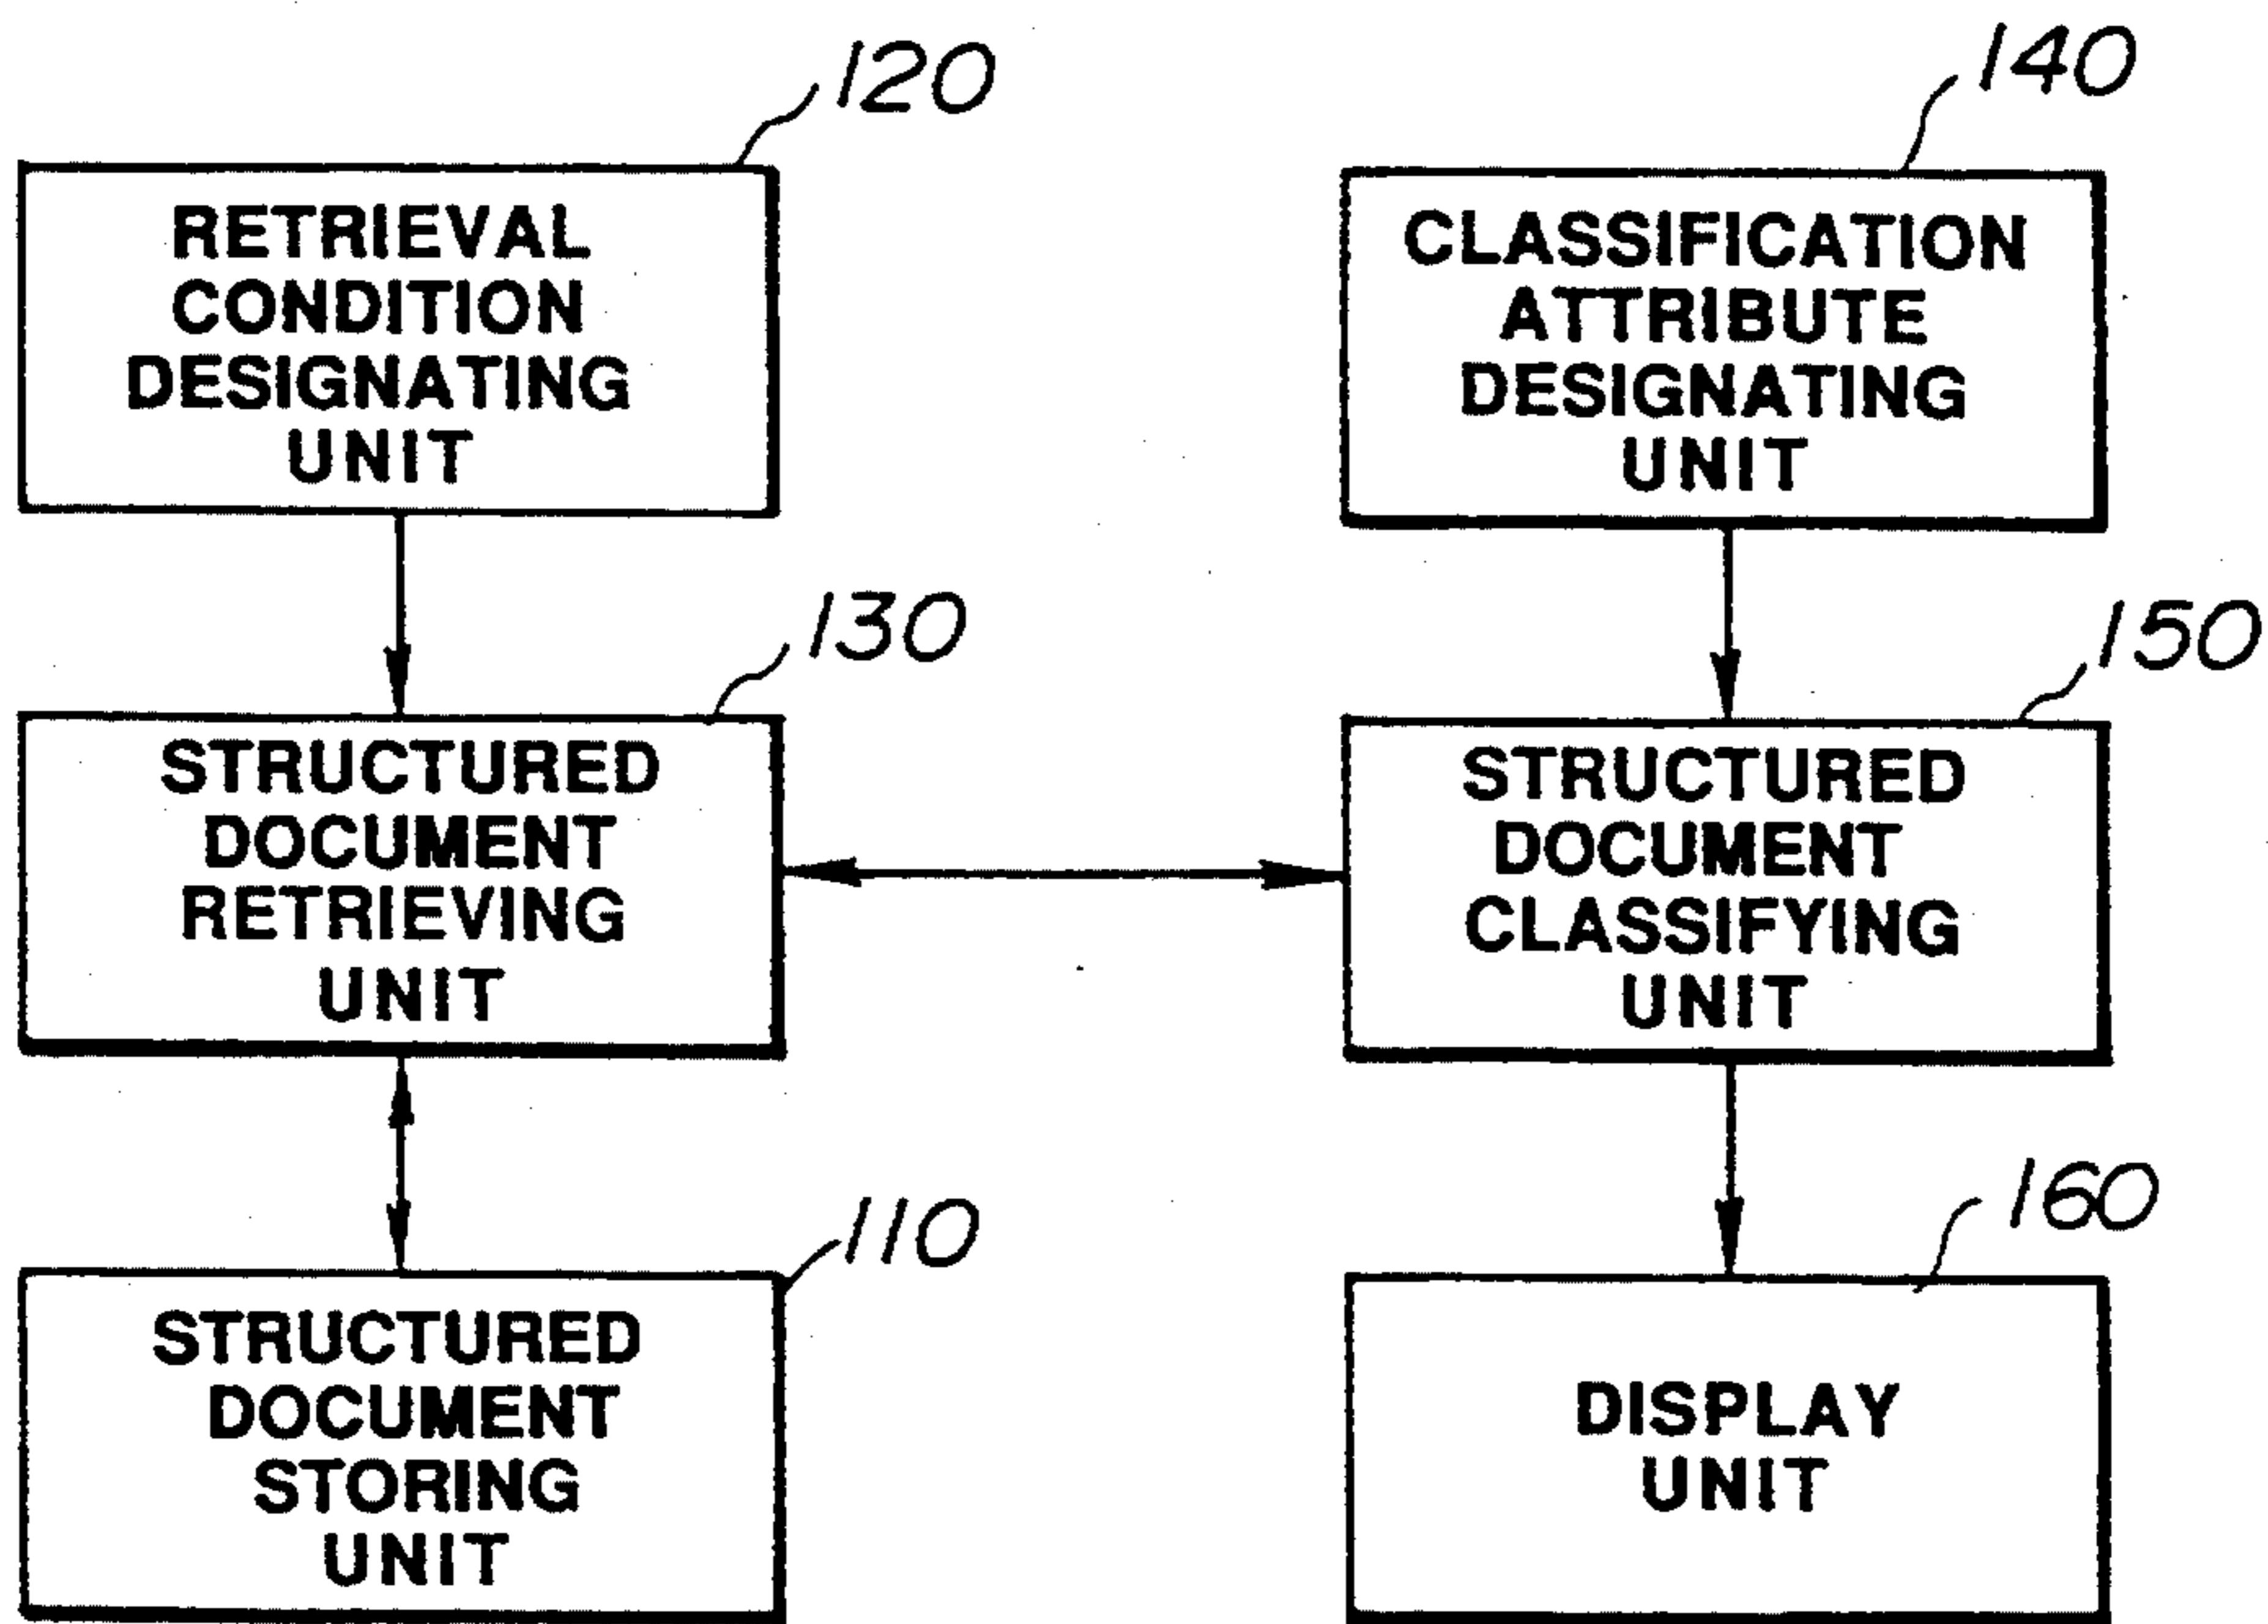 120
RETRIEVAL
CONDITION
DESIGNATING
UNIT
140
CLASSIFICATION
ATTRIBUTE
DESIGNATING
UNIT
130
STRUCTURED
DOCUMENT
RETRIEVING
UNIT
150
STRUCTURED
DOCUMENT
CLASSIFYING
UNIT
110
STRUCTURED
DOCUMENT
STORING
UNIT
160
DISPLAY
UNIT